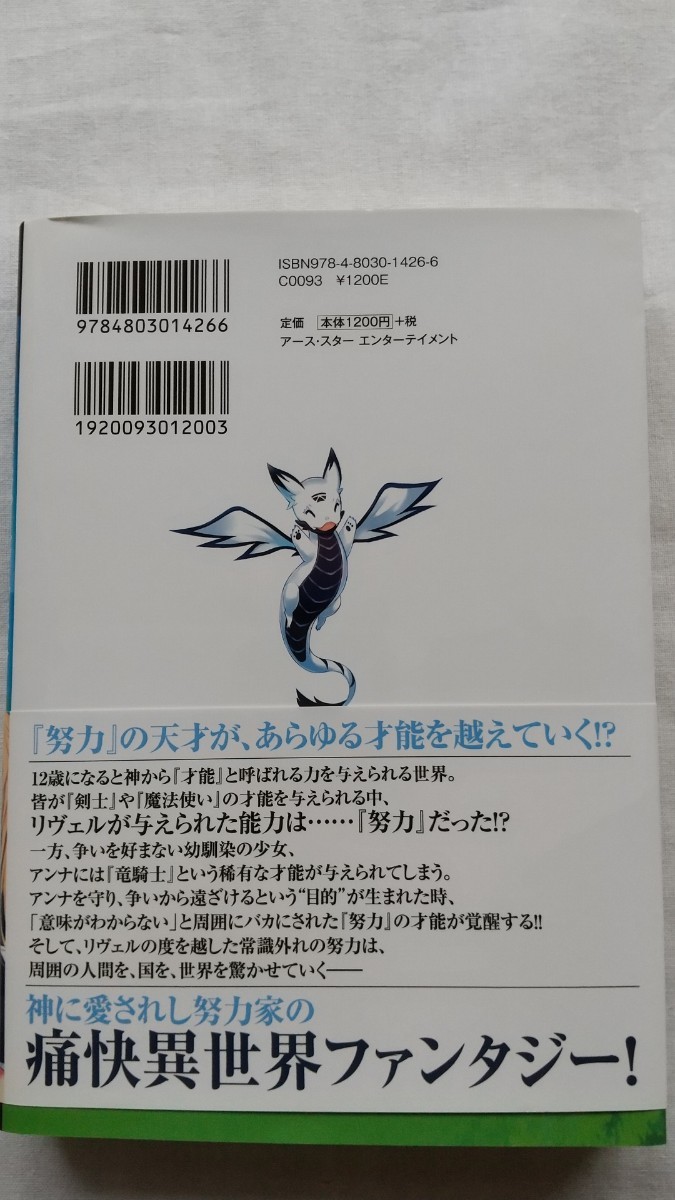 ISBN978-4-8030-1426-6
C0093 ¥1200E
9784803014266
定価 本体1200円+税
アース・スター エンターテイメント
1920093012003
『努力』の天才が、あらゆる才能を越えていく!?
12歳になると神から『才能』と呼ばれる力を与えられる世界。
皆が『剣士』や『魔法使い』の才能を与えられる中、
リヴェルが与えられた能力は……『努力』だった!?
一方、争いを好まない幼馴染の少女、
アンナには『竜騎士』という稀有な才能が与えられてしまう。
アンナを守り、争いから遠ざけるという“目的”が生まれた時、
「意味がわからない」と周囲にバカにされた『努力』の才能が覚醒する!!
そして、リヴェルの度を越した常識外れの努力は、
周囲の人間を、国を、世界を驚かせていく――
神に愛されし努力家の
痛快異世界ファンタジー!